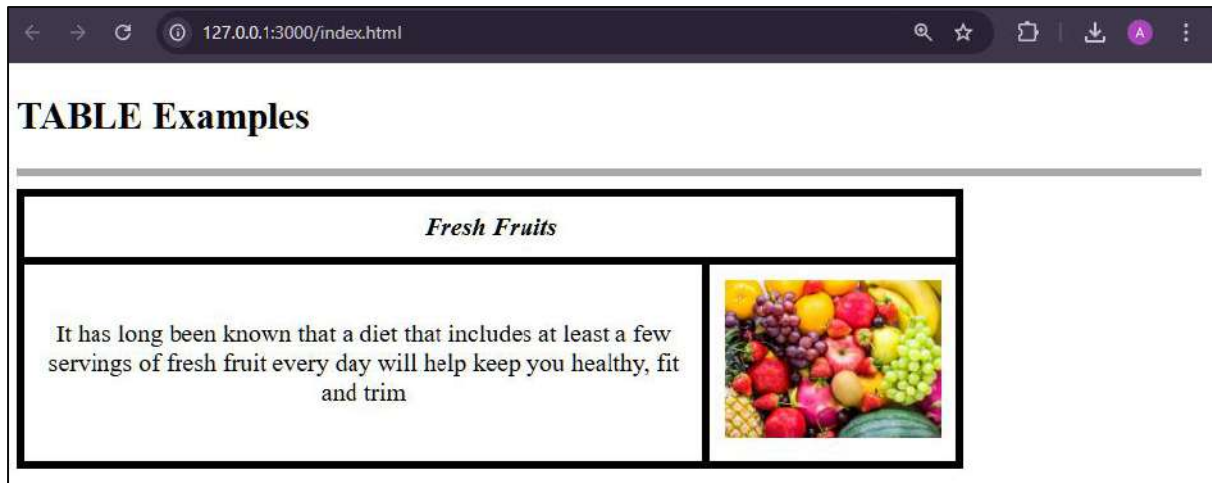 127.0.0.1:3000/index.html
A
TABLE Examples
Fresh Fruits
It has long been known that a diet that includes at least a few
servings of fresh fruit every day will help keep you healthy, fit
and trim